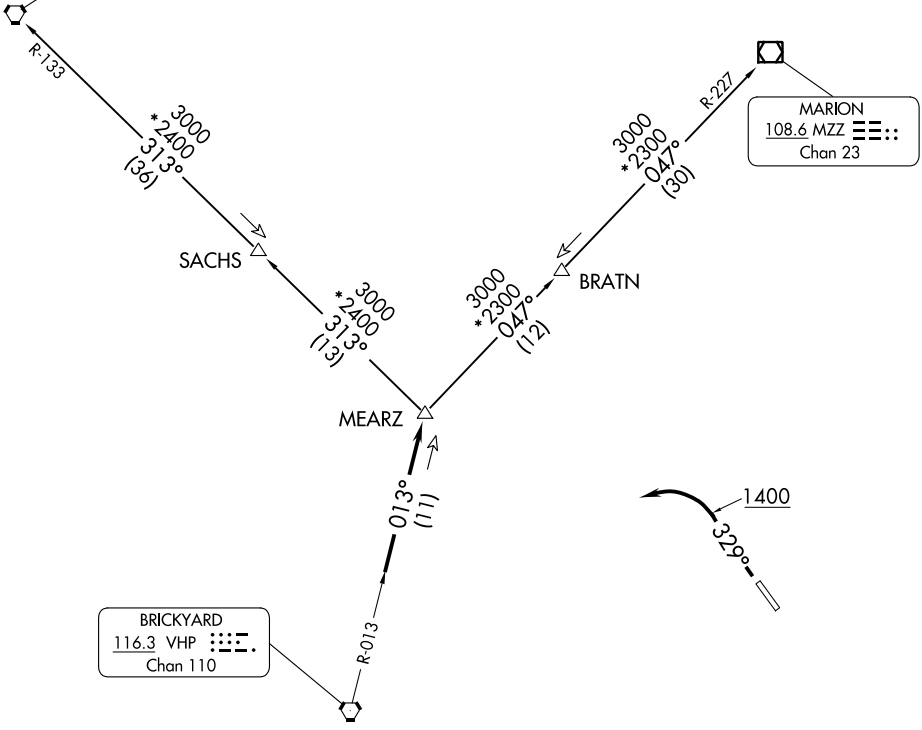 R-133
3000
*2400
313°
(36)
R-227
MARION
108.6 MZZ
Chan 23
3000
*2300
047°
(30)
SACHS
BRATN
3000
*2400
313°
(13)
3000
*2300
047°
(12)
MEARZ
013°
(11)
1400
329°
BRICKYARD
116.3 VHP
Chan 110
R-013